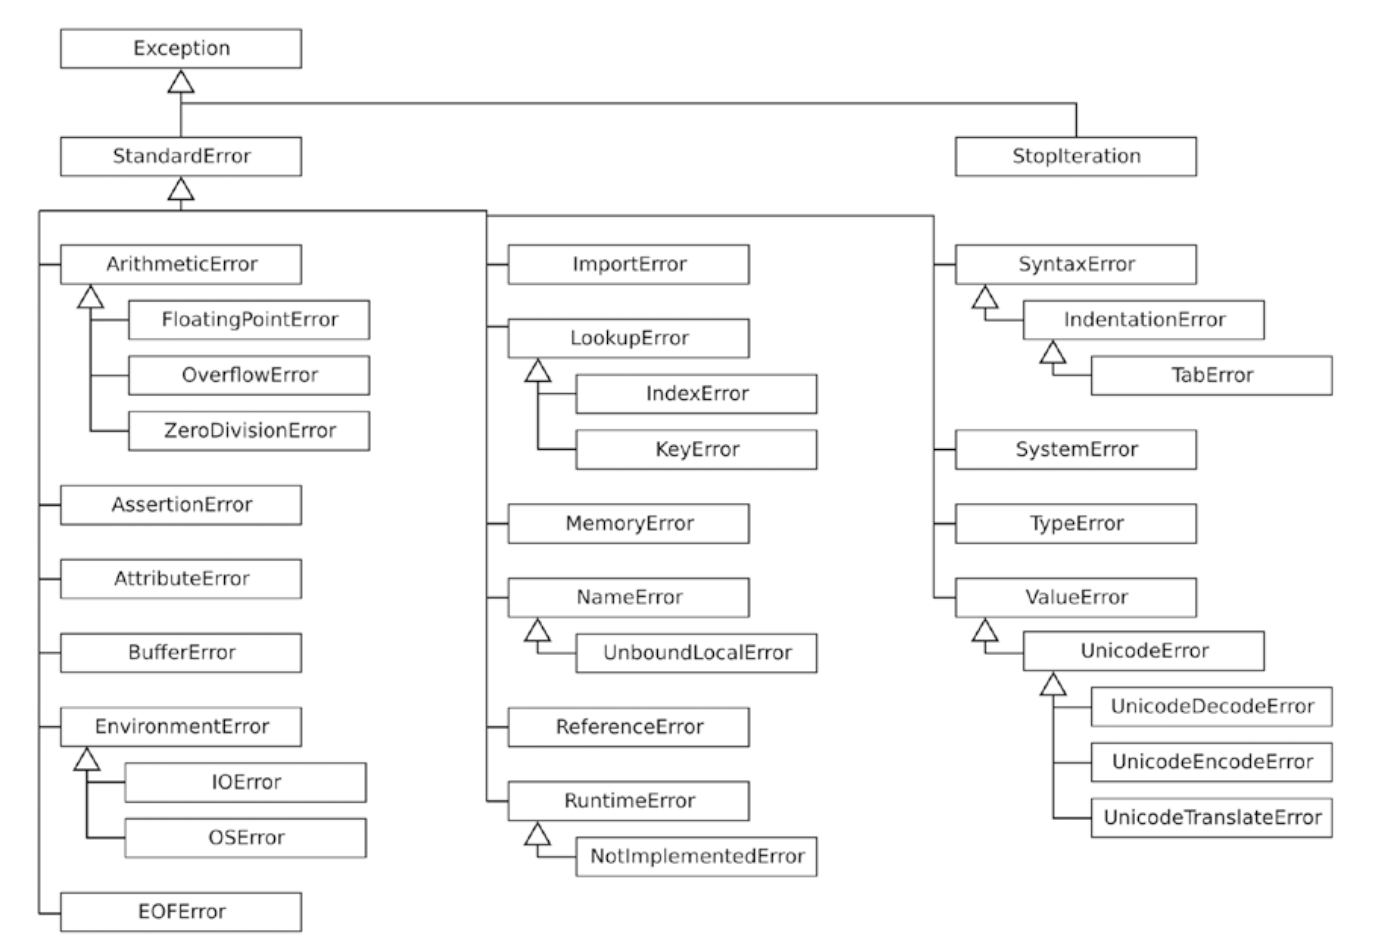 Exception
StandardError
StopIteration
ArithmeticError
FloatingPointError
OverflowError
ZeroDivisionError
AssertionError
AttributeError
BufferError
EnvironmentError
IOError
OSError
EOFError
ImportError
LookupError
IndexError
KeyError
MemoryError
NameError
UnboundLocalError
ReferenceError
RuntimeError
NotImplementedError
SyntaxError
IndentationError
TabError
SystemError
TypeError
ValueError
UnicodeError
UnicodeDecodeError
UnicodeEncodeError
UnicodeTranslateError